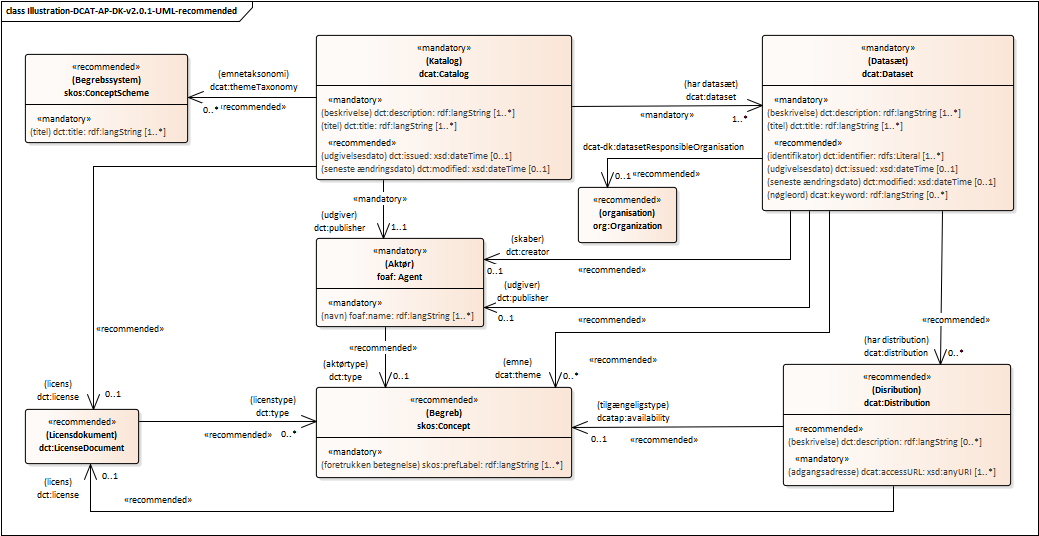 class Illustration-DCAT-AP-DK-v2.0.1-UML-recommended
«recommended»
(Begrebssystem)
skos:ConceptScheme
«mandatory»
(titel) dct:title: rdf:langString [1..*]
(emnetaksonomi)
dcat:themeTaxonomy
0..*
«recommended»
«mandatory»
(Katalog)
dcat:Catalog
«mandatory»
(beskrivelse) dct:description: rdf:langString [1..*]
(titel) dct:title: rdf:langString [1..*]
«recommended»
(udgivelsesdato) dct:issued: xsd:dateTime [0..1]
(seneste ændringsdato) dct:modified: xsd:dateTime [0..1]
(har datasæt)
dcat:dataset
«mandatory»
1..*
«mandatory»
(Datasæt)
dcat:Dataset
«mandatory»
(beskrivelse) dct:description: rdf:langString [1..*]
(titel) dct:title: rdf:langString [1..*]
«recommended»
(identifikator) dct:identifier: rdfs:Literal [1..*]
(udgivelsesdato) dct:issued: xsd:dateTime [0..1]
(seneste ændringsdato) dct:modified: xsd:dateTime [0..1]
(nøgleord) dcat:keyword: rdf:langString [0..*]
dcat-dk:datasetResponsibleOrganisation
0..1
«recommended»
«recommended»
(organisation)
org:Organization
«mandatory»
(udgiver)
dct:publisher
1..1
«mandatory»
(Aktør)
foaf: Agent
«mandatory»
(navn) foaf:name: rdf:langString [1..*]
(skaber)
dct:creator
0..1
«recommended»
(udgiver)
dct:publisher
0..1
«recommended»
«recommended»
«recommended»
«recommended»
(aktørtype)
dct:type
0..1
(emne)
dcat:theme
0..*
«recommended»
(har distribution)
dcat:distribution
0..*
(licens)
dct:license
0..1
«recommended»
(Licensdokument)
dct:LicenseDocument
(licenstype)
dct:type
«recommended»
0..*
«recommended»
(Begreb)
skos:Concept
«mandatory»
(foretrukken betegnelse) skos:prefLabel: rdf:langString [1..*]
(tilgængeligstype)
dcatap:availability
0..1
«recommended»
«recommended»
(Disribution)
dcat:Distribution
«recommended»
(beskrivelse) dct:description: rdf:langString [0..*]
«mandatory»
(adgangsadresse) dcat:accessURL: xsd:anyURI [1..*]
(licens)
dct:license
0..1
«recommended»